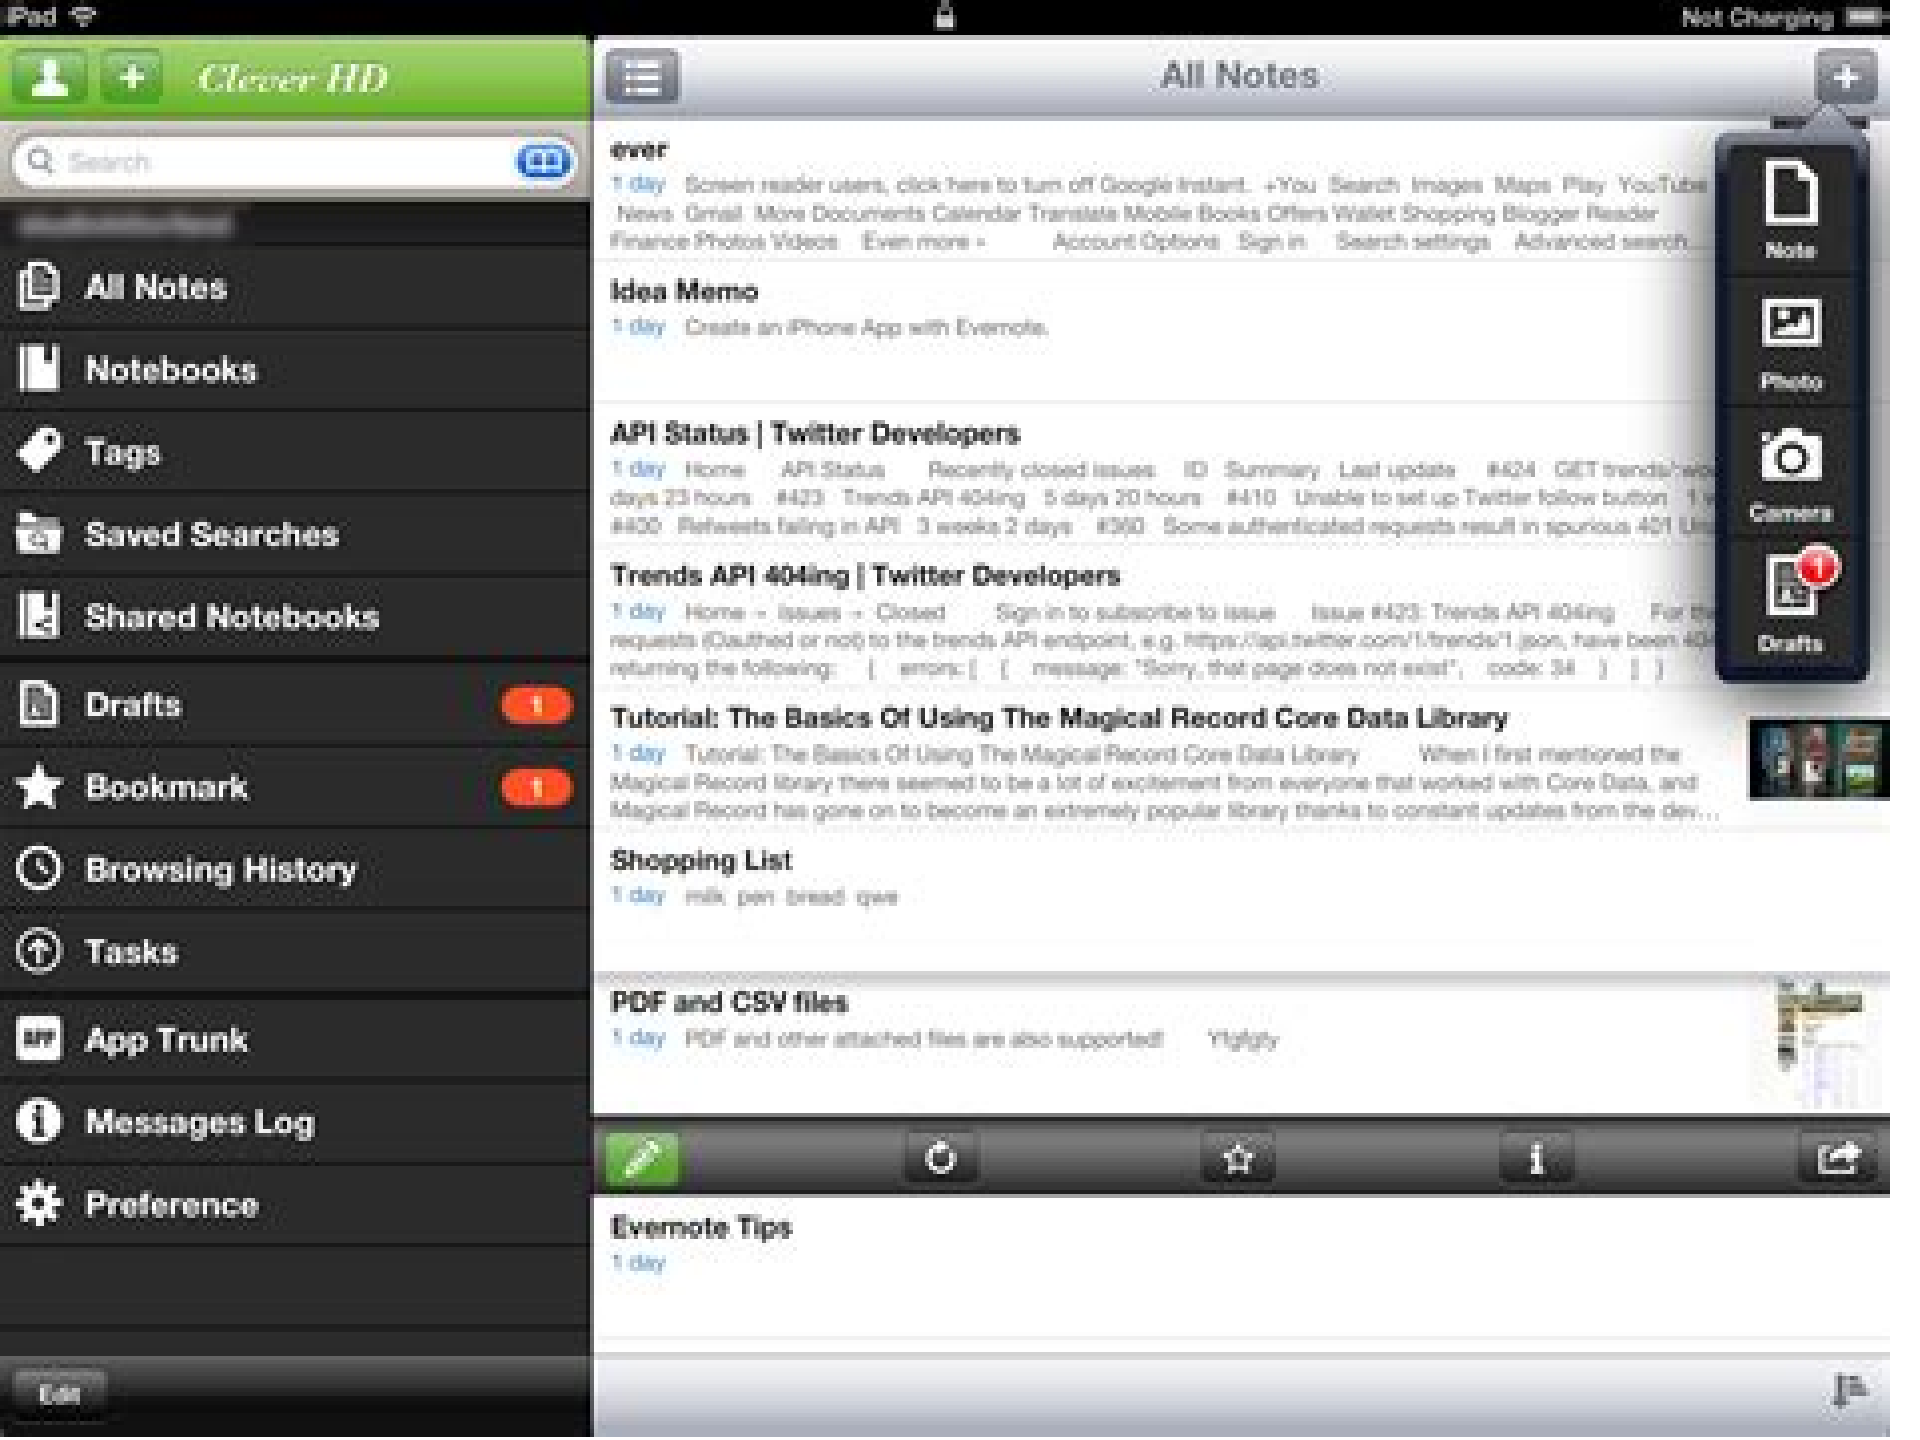 iPad
Not Charging
Clever HD
Search
All Notes
Notebooks
Tags
Saved Searches
Shared Notebooks
Drafts 1
Bookmark 1
Browsing History
Tasks
APP App Trunk
Messages Log
Preference
Edit
All Notes
ever
1 day Screen reader users, click here to turn off Google Instant. +You Search Images Maps Play YouTube
News Gmail More Documents Calendar Translate Mobile Books Offers Wallet Shopping Blogger Reader
Finance Photos Videos Even more » Account Options Sign in Search settings Advanced search...
Idea Memo
1 day Create an iPhone App with Evernote.
API Status | Twitter Developers
1 day Home API Status Recently closed issues ID Summary Last update #424 GET trends/
days 23 hours #423 Trends API 404ing 5 days 20 hours #410 Unable to set up Twitter follow button 1
#400 Retweets failing in API 3 weeks 2 days #360 Some authenticated requests result in spurious 401
Trends API 404ing | Twitter Developers
1 day Home → Issues → Closed Sign in to subscribe to issue Issue #423: Trends API 404ing For
requests (Oauthed or not) to the trends API endpoint, e.g. https://api.twitter.com/1/trends/1.json, have been
returning the following: { errors: [ { message: "Sorry, that page does not exist", code: 34 } ] }
Tutorial: The Basics Of Using The Magical Record Core Data Library
1 day Tutorial: The Basics Of Using The Magical Record Core Data Library When I first mentioned the
Magical Record library there seemed to be a lot of excitement from everyone that worked with Core Data, and
Magical Record has gone on to become an extremely popular library thanks to constant updates from the dev...
Shopping List
1 day milk pen bread qwe
PDF and CSV files
1 day PDF and other attached files are also supported!
Evernote Tips
1 day
Note
Photo
Camera
1
Drafts